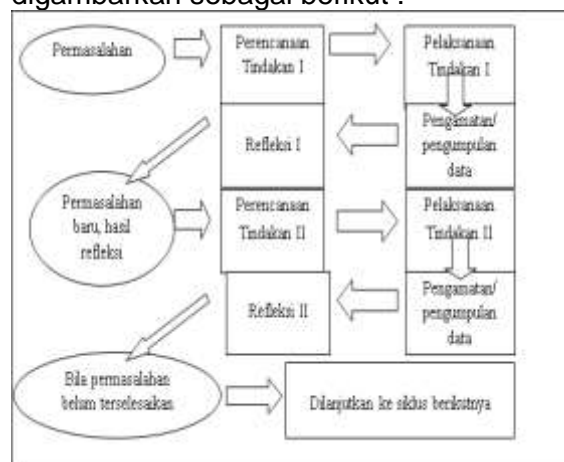 digambarkan sebagai berikut :
Permasalahan
Perencanaan
Tindakan I
Pelaksanaan
Tindakan I
Refleksi I
Pengamatan/
pengumpulan
data
Permasalahan
baru, hasil
refleksi
Perencanaan
Tindakan II
Pelaksanaan
Tindakan II
Refleksi II
Pengamatan/
pengumpulan
data
Bila permasalahan
belum terselesaikan
Dilanjutkan ke siklus berikutnya